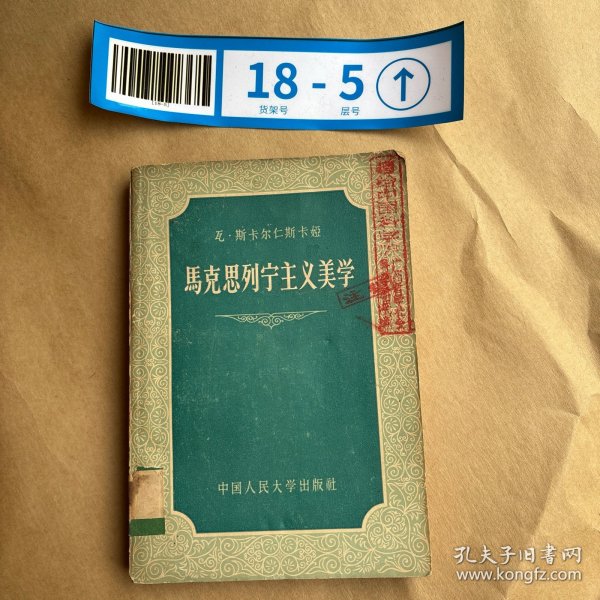 18 - 5
货架号 层号
瓦·斯卡尔仁斯卡娅
馬克思列宁主义美学
注
中国人民大学出版社
孔夫子旧书网
www.kongfz.com